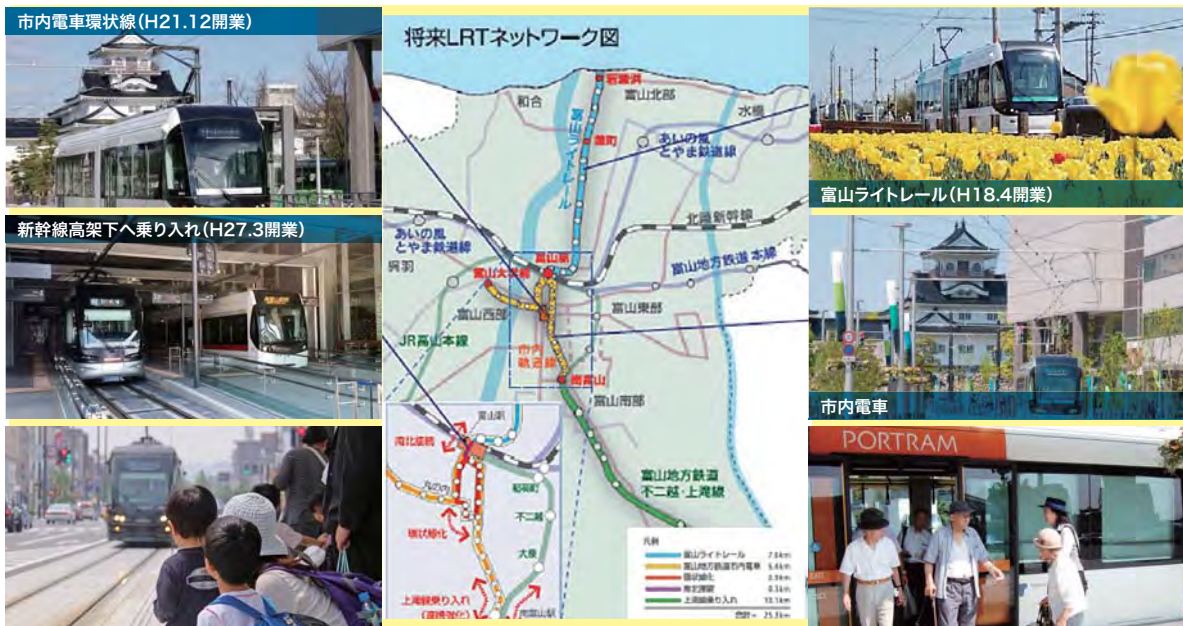 市内電車環状線（H21.12開業）
新幹線高架下へ乗り入れ（H27.3開業）
将来LRTネットワーク図
岩瀬浜
和合
富山北部
水橋
富山ライトレール
蓮町
あいの風
とやま鉄道線
北陸新幹線
あいの風
とやま鉄道線
呉羽
富山駅
富山大学前
富山地方鉄道 本線
富山西部
富山東部
JR高山本線
市内
軌道線
南富山
富山南部
富山地方鉄道
不二越・上滝線
富山駅
南北接続
丸の内
稲荷町
不二越
環状線化
大泉
上滝線乗り入れ
（連携強化）
南富山駅
凡例
富山ライトレール 7.6km
富山地方鉄道市内電車 6.4km
環状線化
南北接続 0.3km
上滝線乗り入れ
合計=
富山ライトレール（H18.4開業）
市内電車
PORTRAM